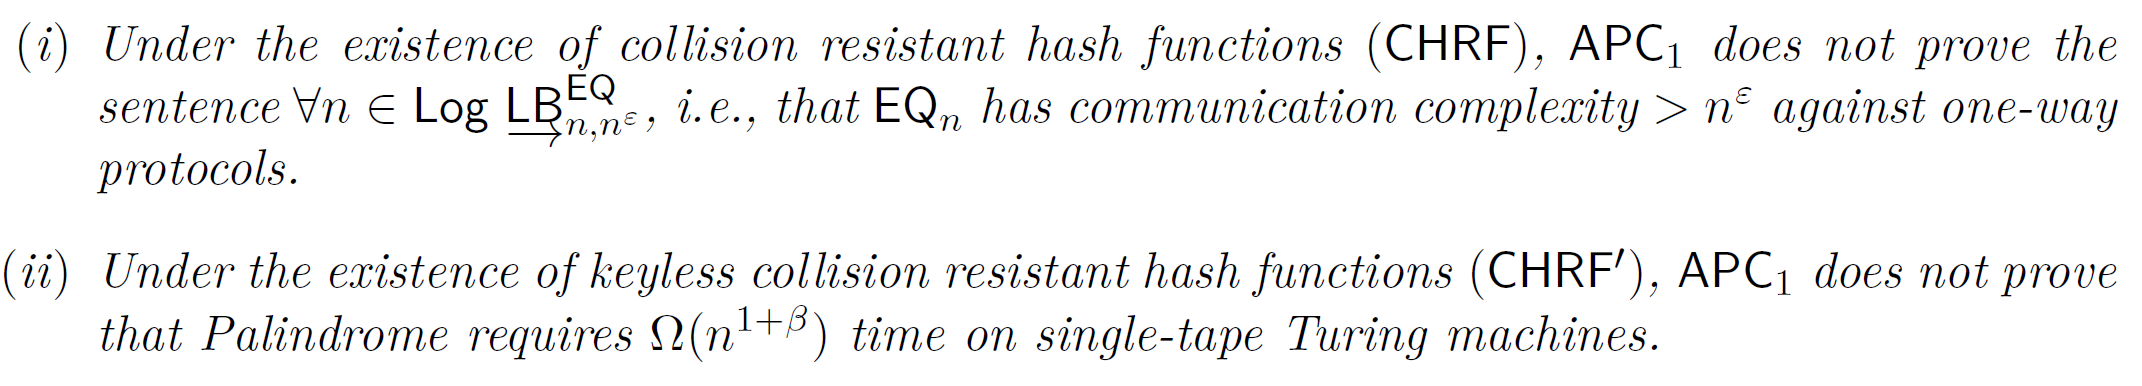 (i) Under the existence of collision resistant hash functions (CHRF), APC₁ does not prove the
sentence ∀n ∈ Log LB^{EQ}_{n,n^ε}, i.e., that EQₙ has communication complexity > n^ε against one-way
protocols.
(ii) Under the existence of keyless collision resistant hash functions (CHRF′), APC₁ does not prove
that Palindrome requires Ω(n^{1+β}) time on single-tape Turing machines.